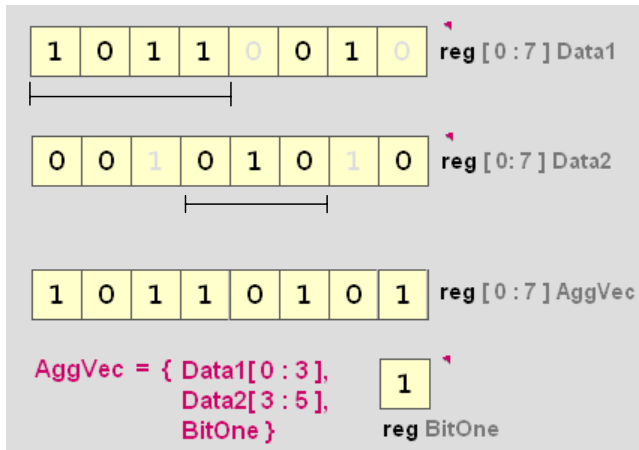 1 0 1 1 0 0 1 0 reg [ 0 : 7 ] Data1
0 0 1 0 1 0 1 0 reg [ 0: 7 ] Data2
1 0 1 1 0 1 0 1 reg [ 0 : 7 ] AggVec
AggVec = { Data1[ 0 : 3 ],
Data2[ 3 : 5 ],
BitOne }
1
reg BitOne